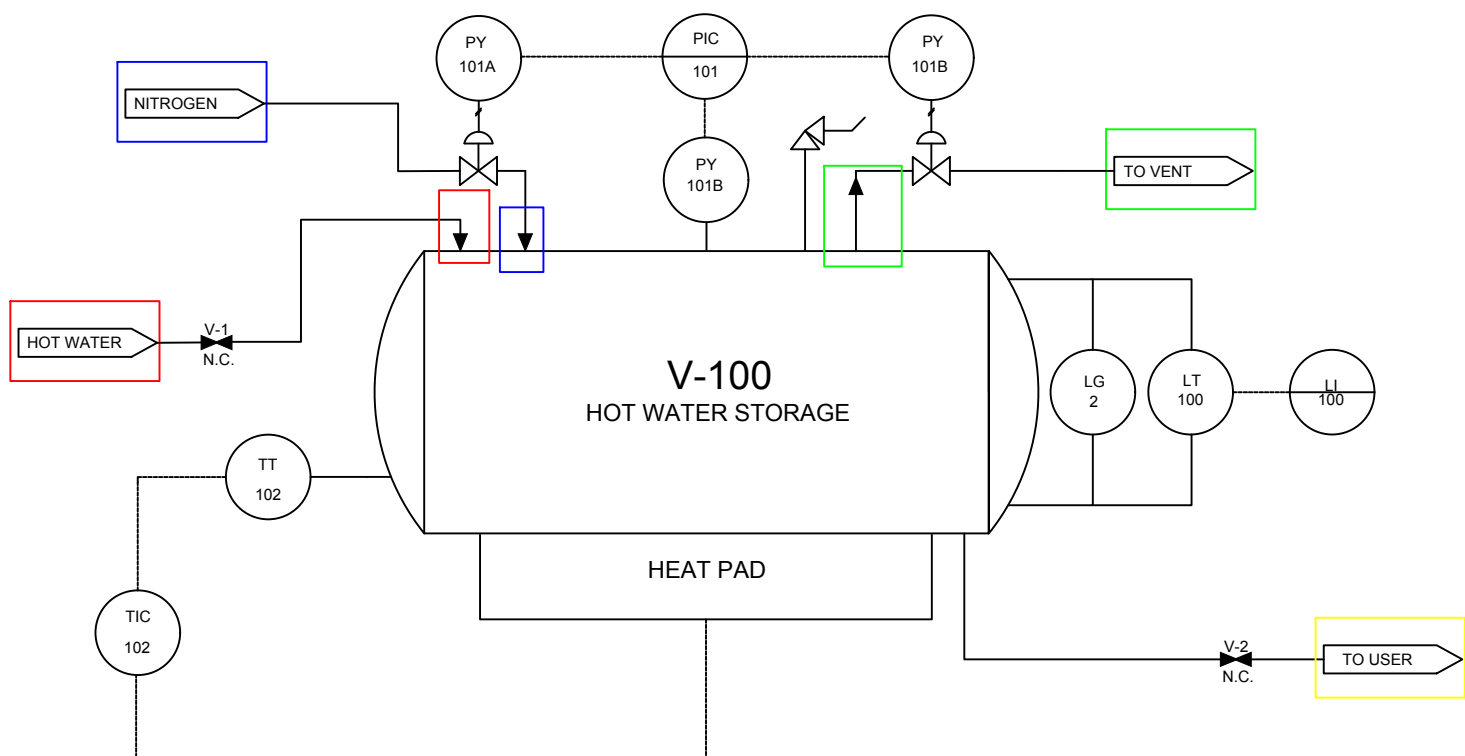 PY
101A
PIC
101
PY
101B
NITROGEN
PY
101B
TO VENT
HOT WATER
V-1
N.C.
V-100
HOT WATER STORAGE
LG
2
LT
100
LI
100
TT
102
HEAT PAD
TIC
102
V-2
N.C.
TO USER